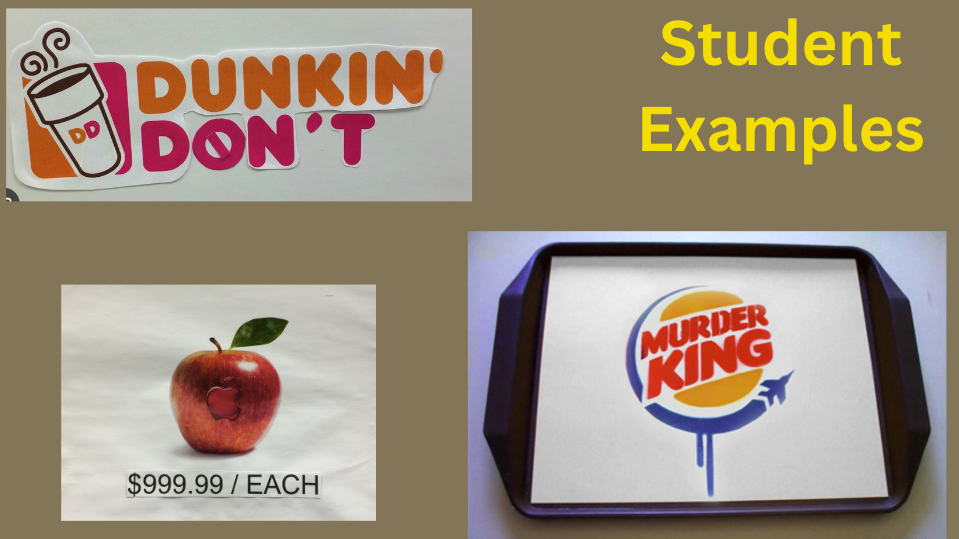 Student
Examples
DUNKIN'
DON'T
DD
$999.99 / EACH
MURDER
KING